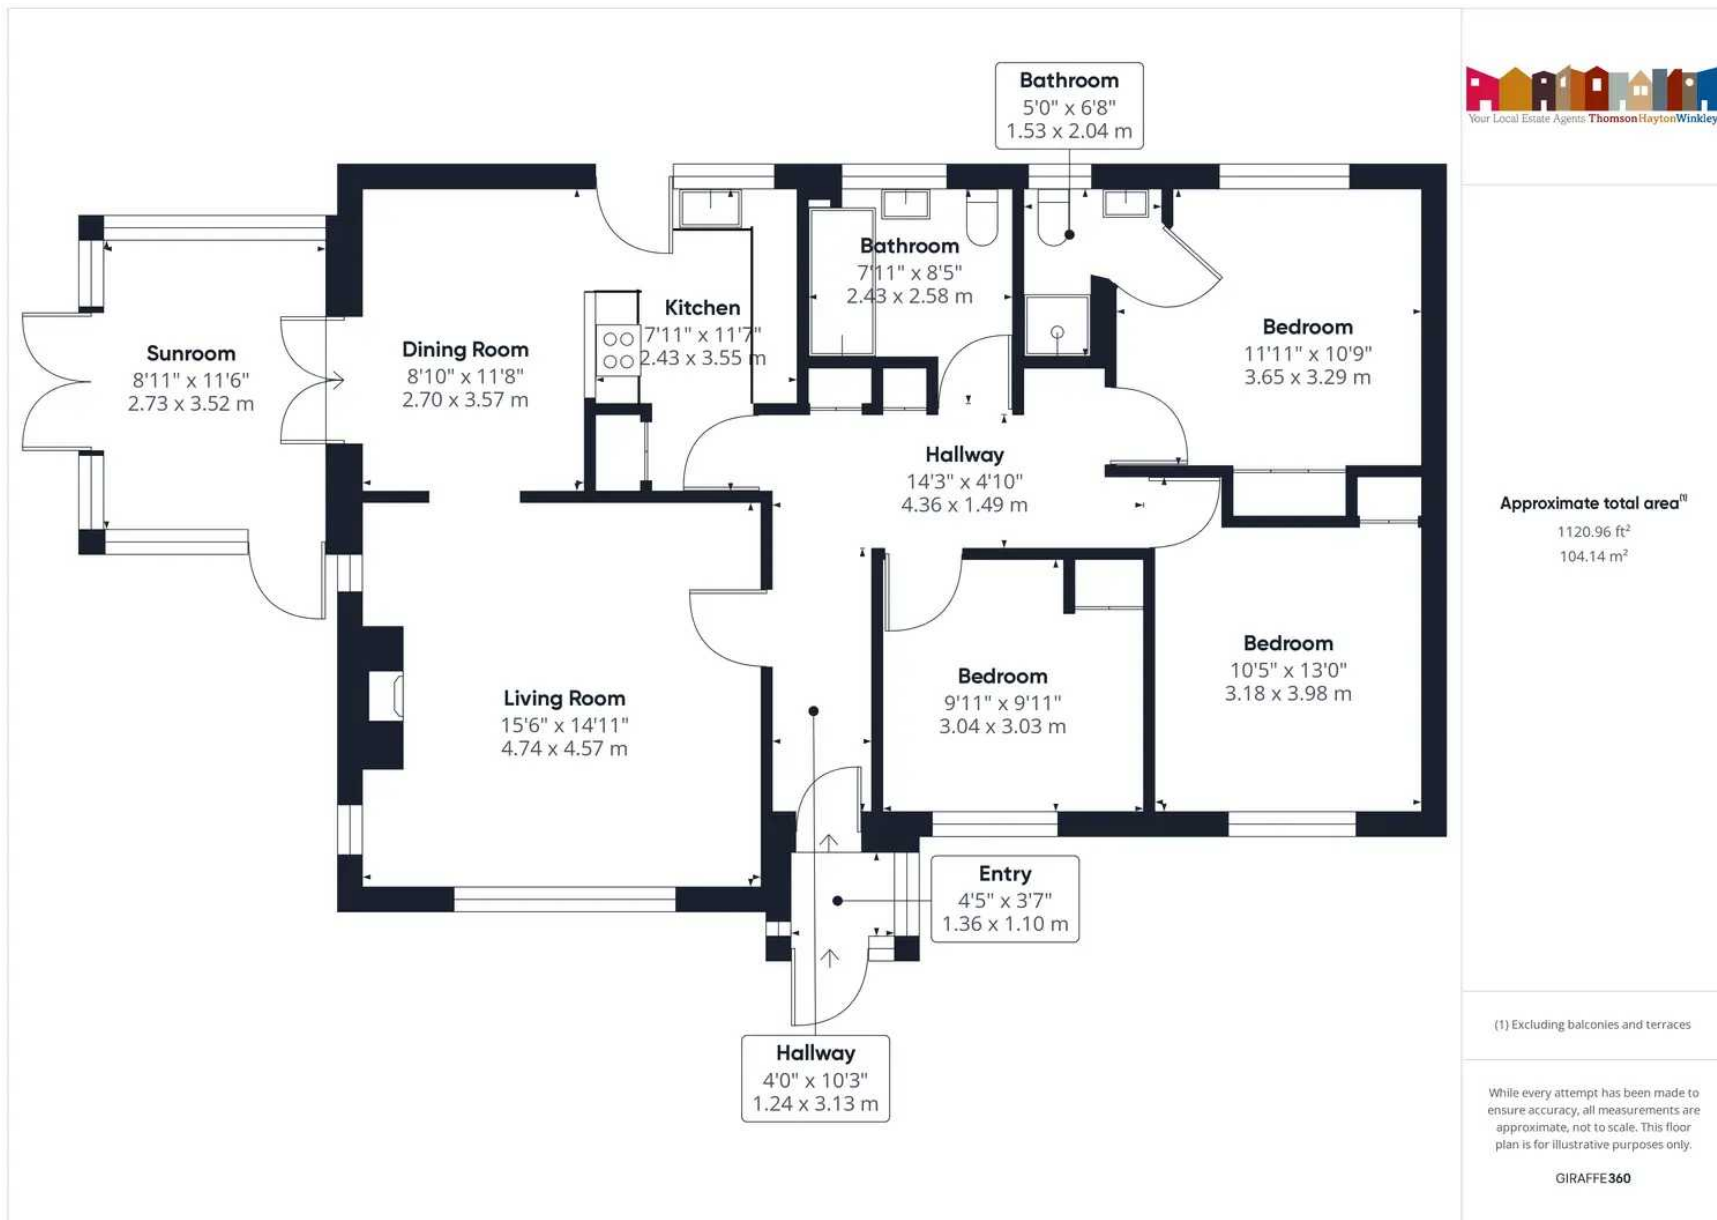 Bathroom
5'0" x 6'8"
1.53 x 2.04 m
Your Local Estate Agents ThomsonHaytonWinkley
Bathroom
7'11" x 8'5"
2.43 x 2.58 m
Kitchen
7'11" x 11'7"
2.43 x 3.55 m
Bedroom
11'11" x 10'9"
3.65 x 3.29 m
Sunroom
8'11" x 11'6"
2.73 x 3.52 m
Dining Room
8'10" x 11'8"
2.70 x 3.57 m
Hallway
14'3" x 4'10"
4.36 x 1.49 m
Approximate total area(1)
1120.96 ft²
104.14 m²
Living Room
15'6" x 14'11"
4.74 x 4.57 m
Bedroom
9'11" x 9'11"
3.04 x 3.03 m
Bedroom
10'5" x 13'0"
3.18 x 3.98 m
Entry
4'5" x 3'7"
1.36 x 1.10 m
Hallway
4'0" x 10'3"
1.24 x 3.13 m
(1) Excluding balconies and terraces
While every attempt has been made to
ensure accuracy, all measurements are
approximate, not to scale. This floor
plan is for illustrative purposes only.
GIRAFFE360